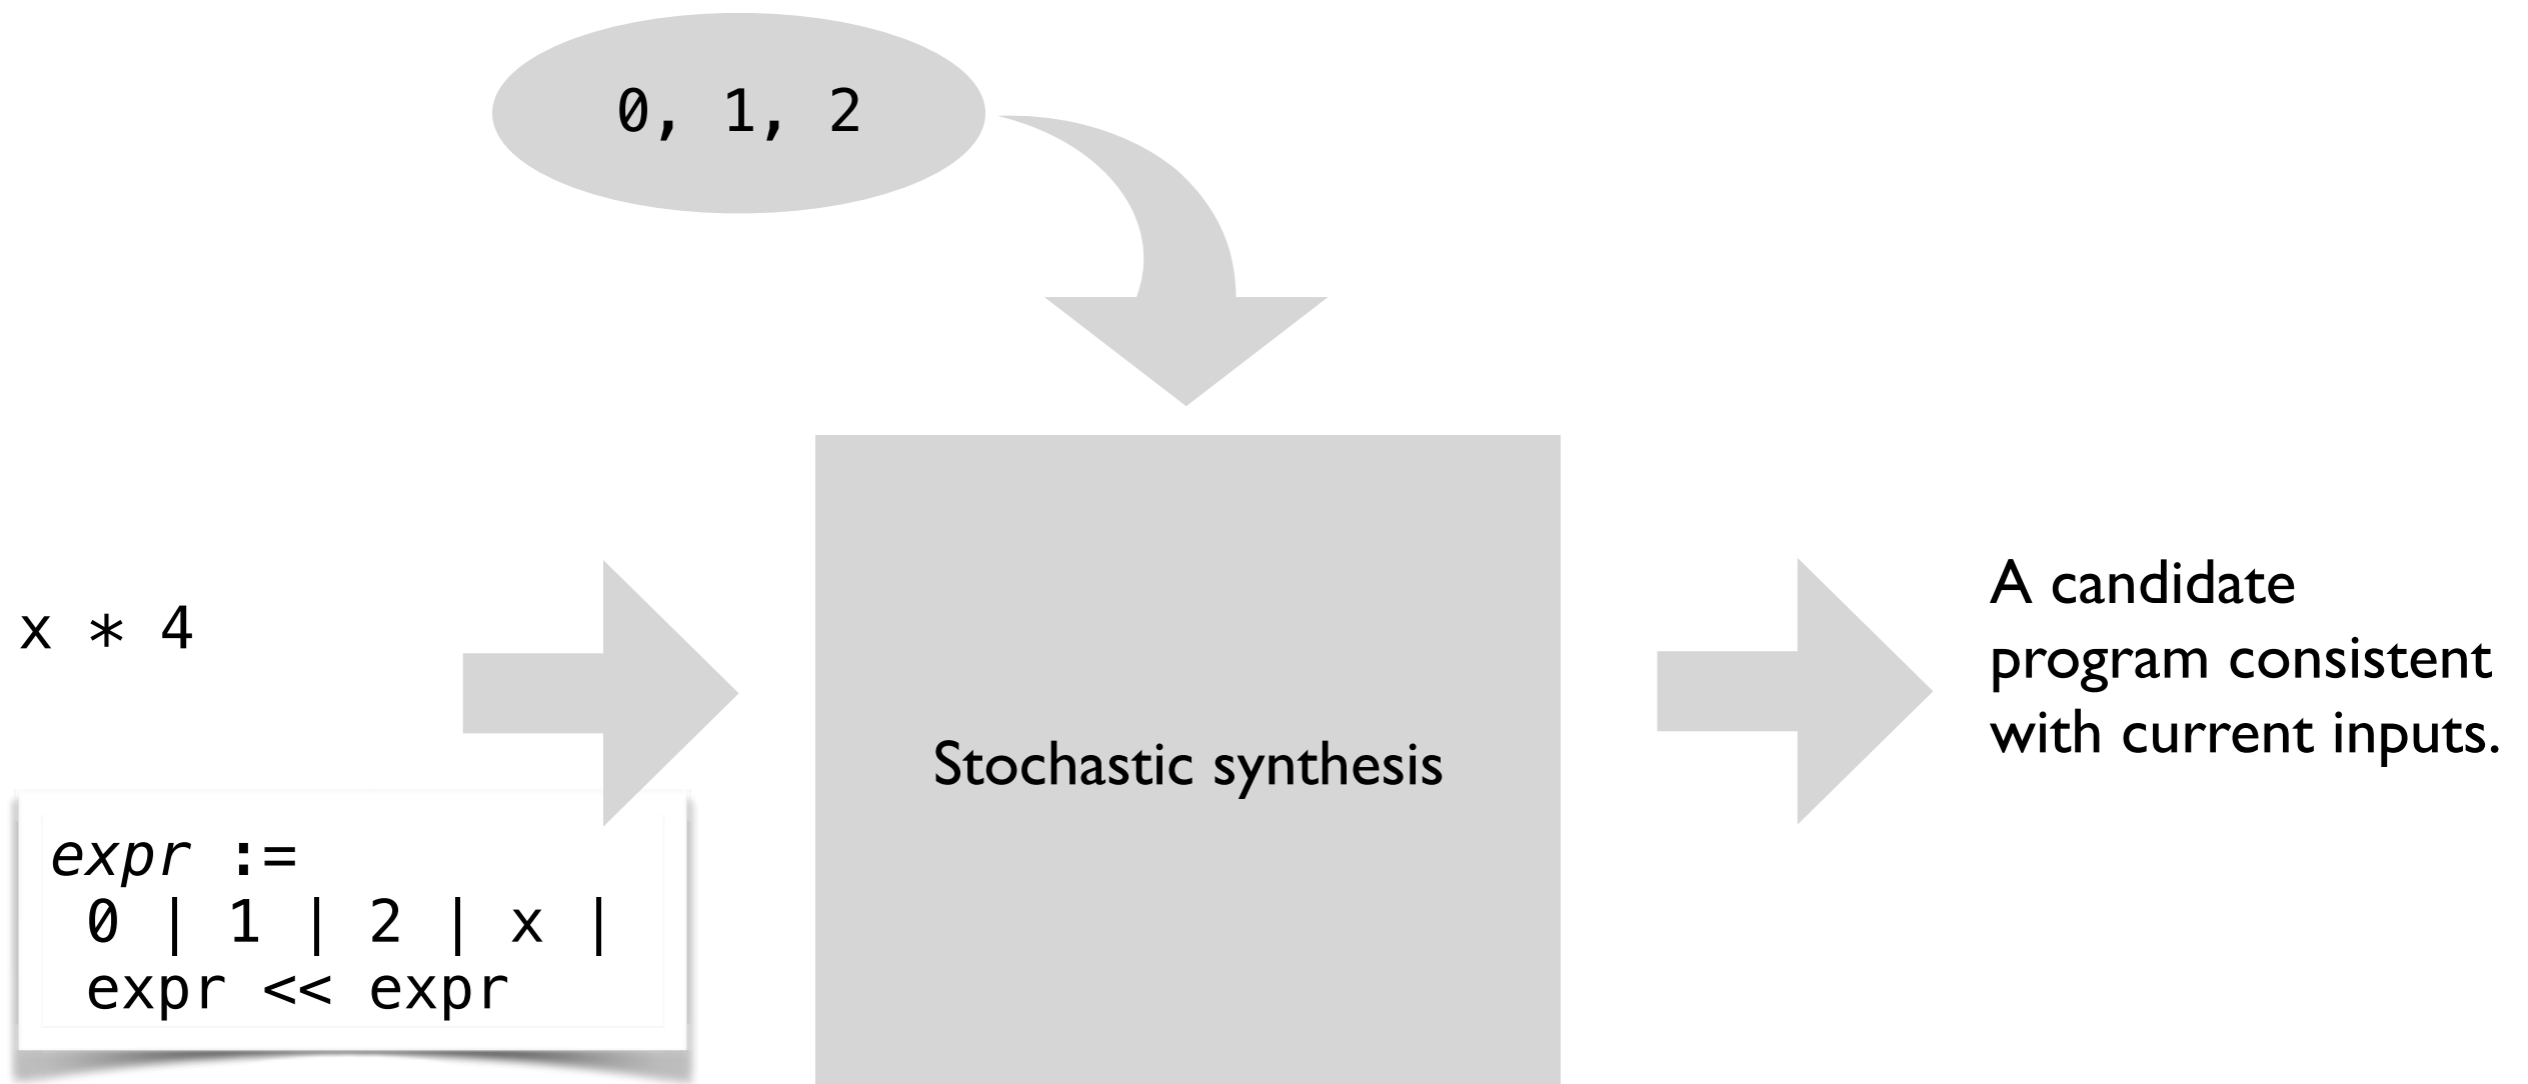 0, 1, 2
x * 4
expr :=
0 | 1 | 2 | x |
expr << expr
Stochastic synthesis
A candidate
program consistent
with current inputs.